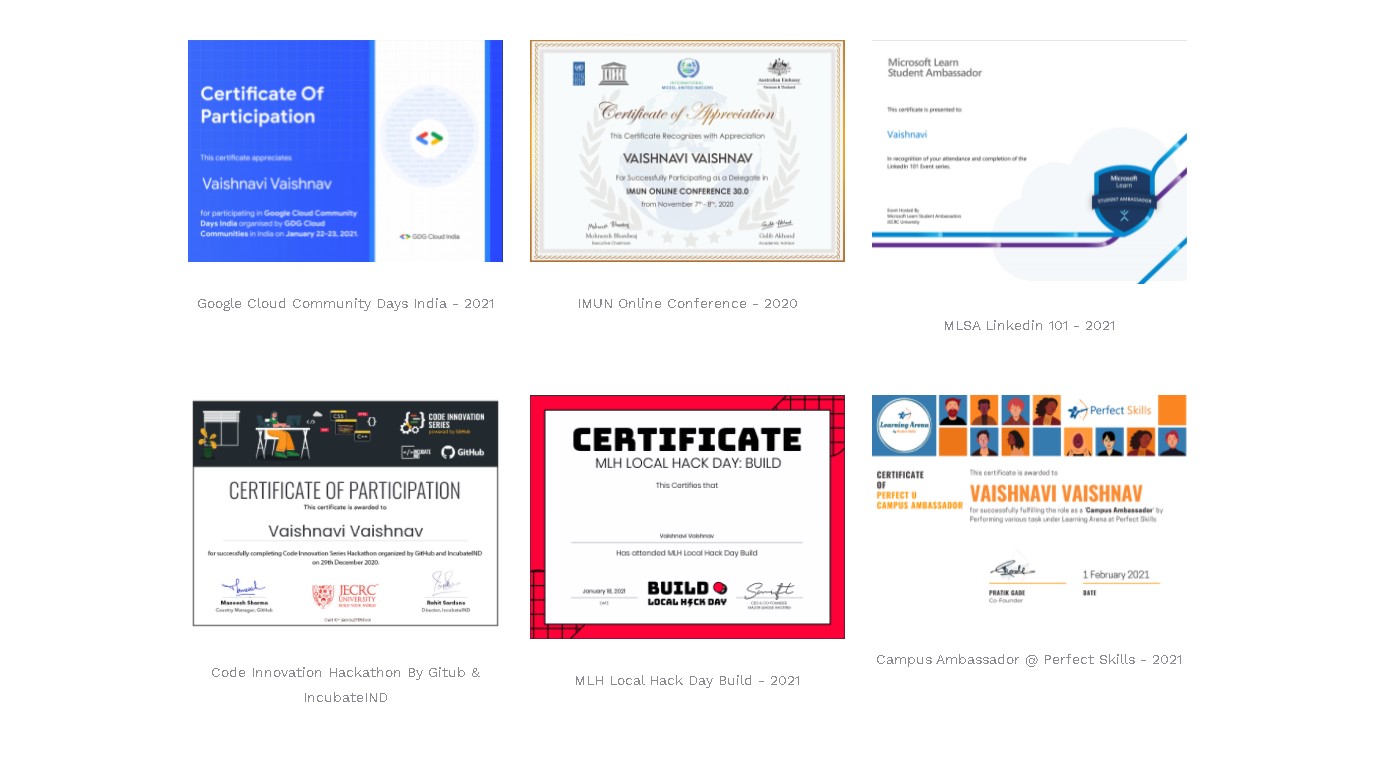 Certificate Of
Participation
This certificate appreciates
Vaishnavi Vaishnav
for participating in Google Cloud Community
Days India organised by GDG Cloud
Communities in India on January 22-23, 2021.
GDG Cloud India
Google Cloud Community Days India - 2021
INTERNATIONAL
MODEL UNITED NATIONS
Australian Embassy
Certificate of Appreciation
This Certificate Recognizes with Appreciation
VAISHNAVI VAISHNAV
For Successfully Participating as a Delegate in
IMUN ONLINE CONFERENCE 30.0
from November 7th - 8th, 2020
Executive Chairman
IMUN Online Conference - 2020
Microsoft Learn
Student Ambassador
This certificate is presented to:
Vaishnavi
In recognition of your attendance and completion of the
LinkedIn 101 Event series.
Event Hosted By
Microsoft Learn Student Ambassadors
JECRC University
Microsoft
Learn
STUDENT AMBASSADOR
MLSA Linkedin 101 - 2021
CSS
C++
CODE INNOVATION
SERIES
powered by GitHub
INCUBATE
IND
GitHub
CERTIFICATE OF PARTICIPATION
This certificate is awarded to
Vaishnavi Vaishnav
for successfully completing Code Innovation Series Hackathon organized by GitHub and IncubateIND
on 29th December 2020.
Maneesh Sharma
Country Manager, GitHub
JECRC
UNIVERSITY
BUILD YOUR WORLD
Rohit Sardana
Director, IncubateIND
Code Innovation Hackathon By Gitub &
IncubateIND
CERTIFICATE
MLH LOCAL HACK DAY: BUILD
This Certifies that
Vaishnavi Vaishnav
Has attended MLH Local Hack Day Build
January 18, 2021
DATE
BUILD
LOCAL HACK DAY
CEO & CO-FOUNDER
MAJOR LEAGUE HACKING
MLH Local Hack Day Build - 2021
Learning Arena
by Perfect Skills
Perfect Skills
CERTIFICATE
OF
PERFECT U
CAMPUS AMBASSADOR
This certificate is awarded to
VAISHNAVI VAISHNAV
for successfully fulfilling the role as a 'Campus Ambassador' by
Performing various task under Learning Arena at Perfect Skills
PRATIK GADE
Co-Founder
1 February 2021
DATE
Campus Ambassador @ Perfect Skills - 2021